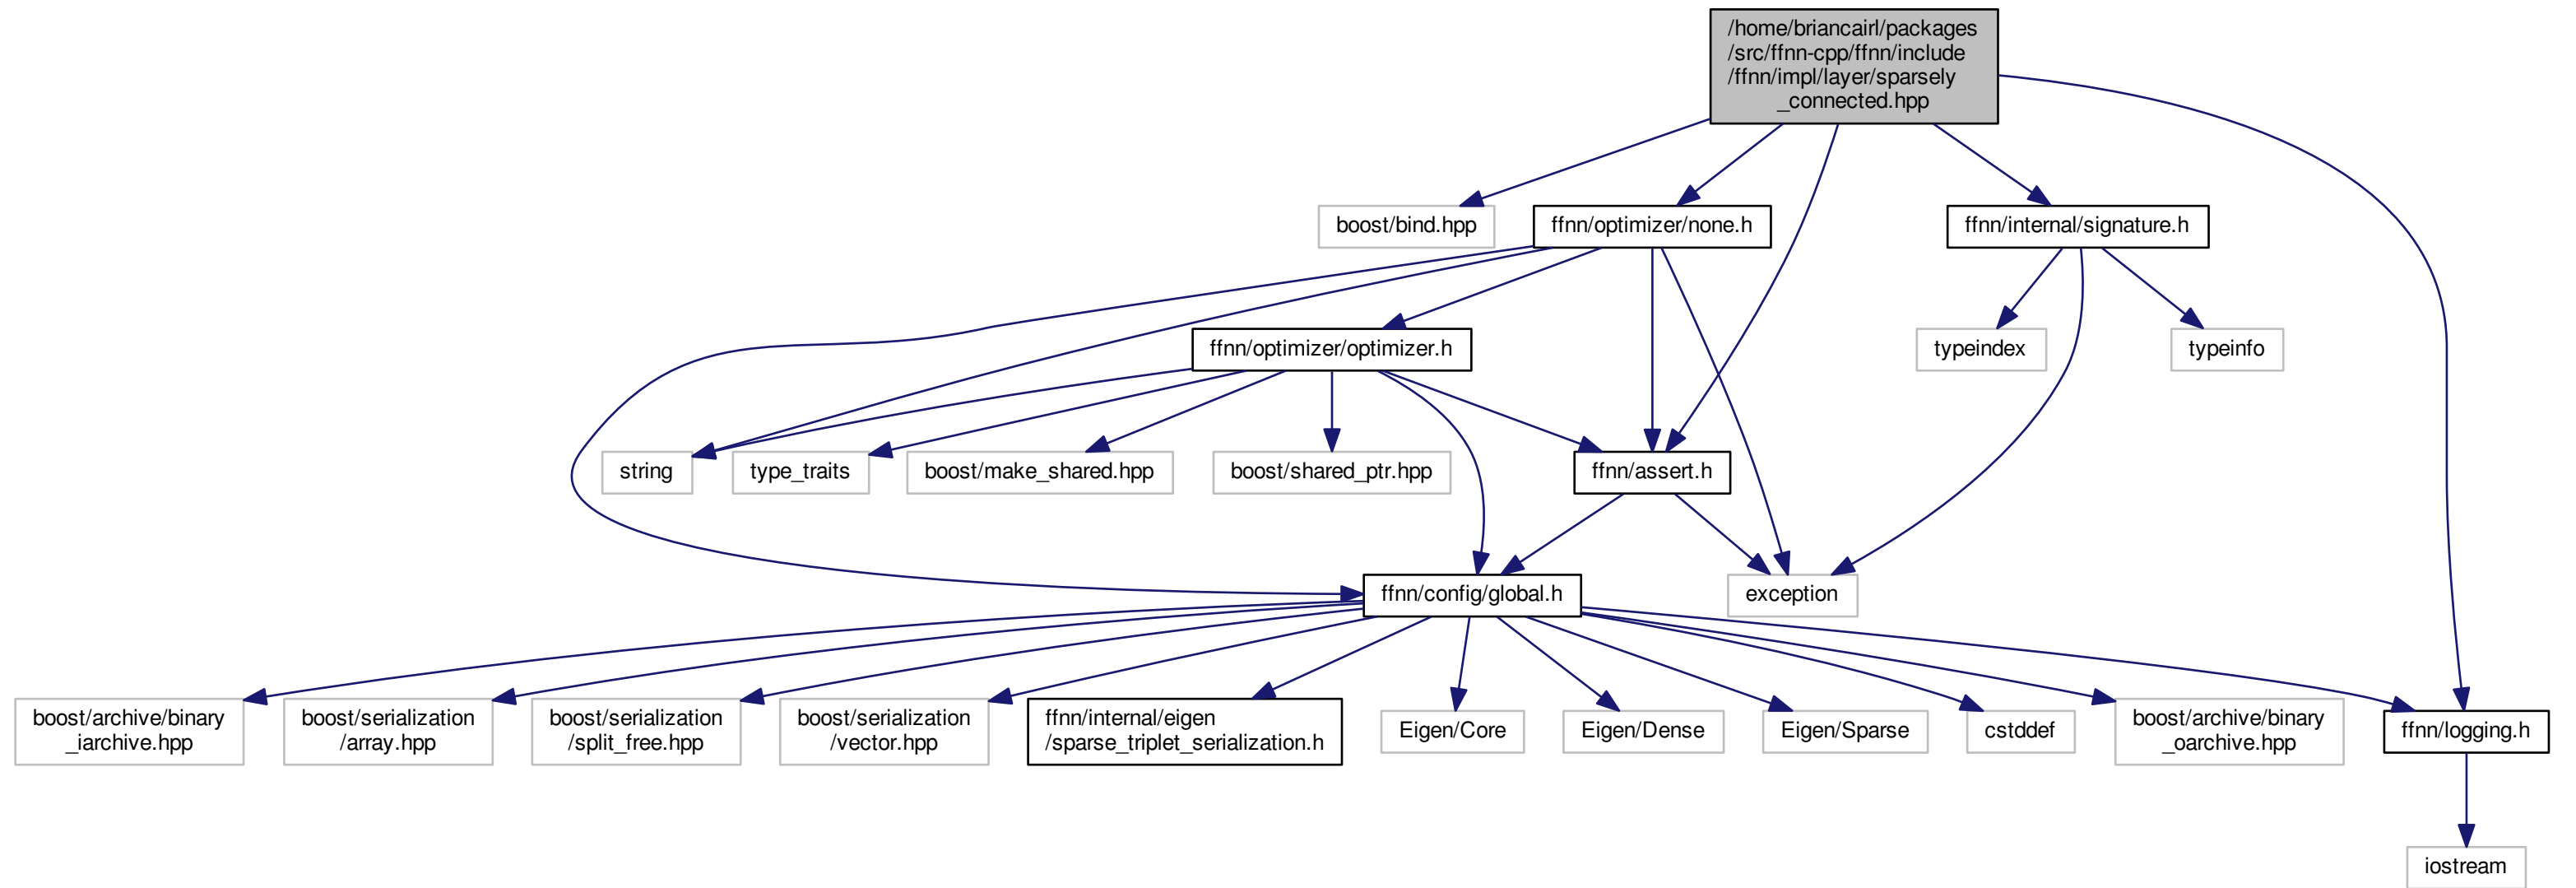 /home/briancairl/packages
/src/ffnn-cpp/ffnn/include
/ffnn/impl/layer/sparsely
_connected.hpp
boost/bind.hpp
ffnn/optimizer/none.h
ffnn/internal/signature.h
ffnn/optimizer/optimizer.h
typeindex
typeinfo
string
type_traits
boost/make_shared.hpp
boost/shared_ptr.hpp
ffnn/assert.h
ffnn/config/global.h
exception
boost/archive/binary
_iarchive.hpp
boost/serialization
/array.hpp
boost/serialization
/split_free.hpp
boost/serialization
/vector.hpp
ffnn/internal/eigen
/sparse_triplet_serialization.h
Eigen/Core
Eigen/Dense
Eigen/Sparse
cstddef
boost/archive/binary
_oarchive.hpp
ffnn/logging.h
iostream